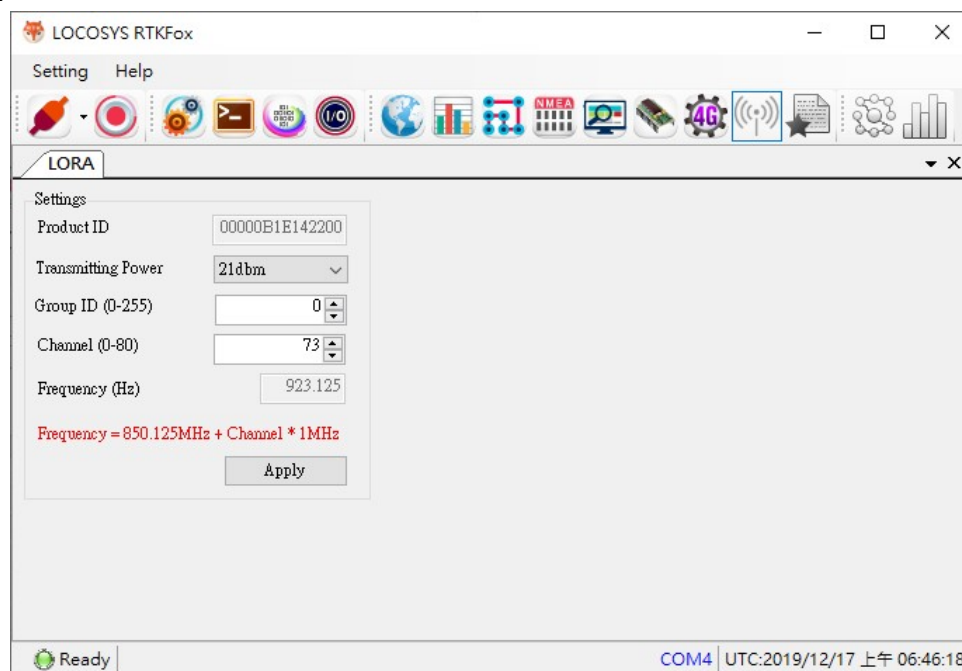 LOCOSYS RTKFox
Setting Help
I/O NMEA 4G
LORA
Settings
Product ID 00000B1E142200
Transmitting Power 21dbm
Group ID (0-255) 0
Channel (0-80) 73
Frequency (Hz) 923.125
Frequency = 850.125MHz + Channel * 1MHz
Apply
Ready COM4 UTC:2019/12/17 上午 06:46:18